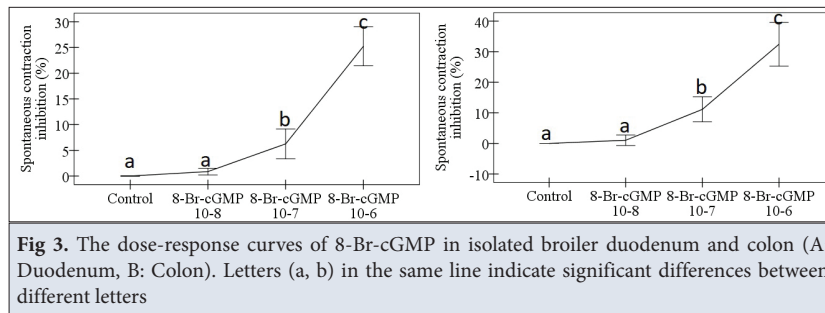 Spontaneous contraction
inhibition (%)
30
25
20
15
10
5
0
a
a
b
c
Control
8-Br-cGMP
10-8
8-Br-cGMP
10-7
8-Br-cGMP
10-6
Spontaneous contraction
inhibition (%)
40
30
20
10
0
-10
a
a
b
c
Control
8-Br-cGMP
10-8
8-Br-cGMP
10-7
8-Br-cGMP
10-6
Fig 3. The dose-response curves of 8-Br-cGMP in isolated broiler duodenum and colon (A:
Duodenum, B: Colon). Letters (a, b) in the same line indicate significant differences between
different letters